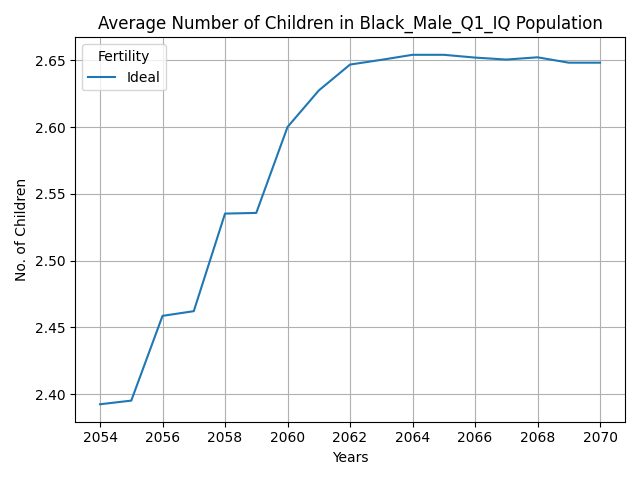 Average Number of Children in Black_Male_Q1_IQ Population
Fertility
Ideal
No. of Children
2.65
2.60
2.55
2.50
2.45
2.40
2054 2056 2058 2060 2062 2064 2066 2068 2070
Years